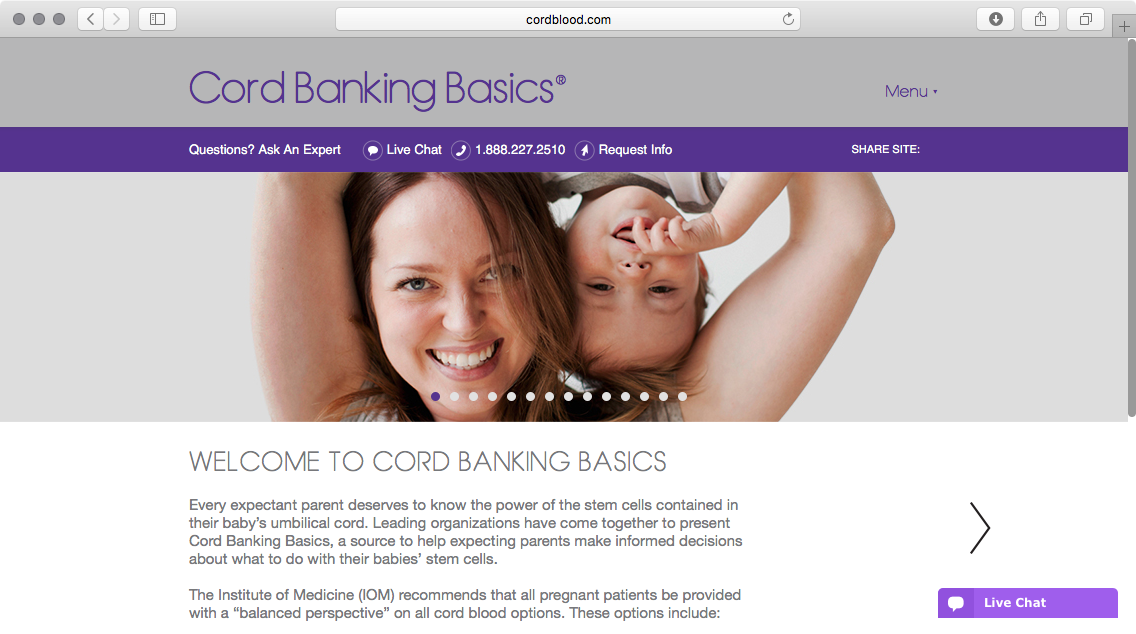 cordblood.com
Cord Banking Basics®
Menu
Questions? Ask An Expert Live Chat 1.888.227.2510 Request Info SHARE SITE:
WELCOME TO CORD BANKING BASICS
Every expectant parent deserves to know the power of the stem cells contained in
their baby’s umbilical cord. Leading organizations have come together to present
Cord Banking Basics, a source to help expecting parents make informed decisions
about what to do with their babies’ stem cells.
The Institute of Medicine (IOM) recommends that all pregnant patients be provided
with a “balanced perspective” on all cord blood options. These options include:
Live Chat